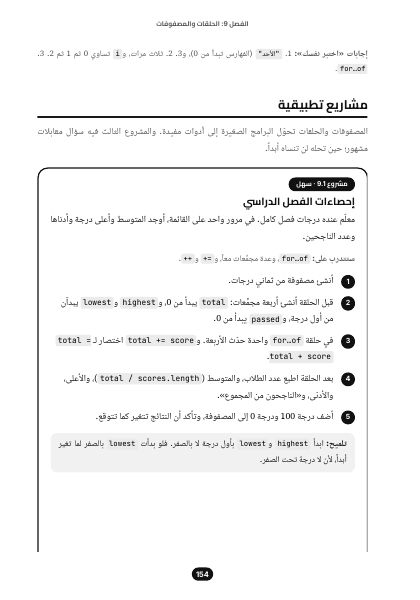 الفصل 9: الحلقات والمصفوفات
إجابات «اختبر نفسك»: 1. "الأحد" (الفهارس تبدأ من 0)، و3. 2. ثلاث مرات، و i تساوي 0 ثم 1 ثم 2. 3.
for..of.
مشاريع تطبيقية
المصفوفات والحلقات تحوّل البرامج الصغيرة إلى أدوات مفيدة. والمشروع الثالث فيه سؤال مقابلات
مشهور؛ حين تحله لن تنساه أبداً.
مشروع 9.1 · سهل
إحصاءات الفصل الدراسي
معلّم عنده درجات فصل كامل. في مرور واحد على القائمة، أوجد المتوسط وأعلى درجة وأدناها
وعدد الناجحين.
ستتدرب على: for..of، وعدة مجمّعات معاً، و += و ++.
1 أنشئ مصفوفة من ثماني درجات.
2 قبل الحلقة أنشئ أربعة مجمّعات: total يبدأ من 0، و highest و lowest يبدآن
من أول درجة، و passed يبدأ من 0.
3 في حلقة for..of واحدة حدّث الأربعة. و total += score اختصار لـ total =
total + score.
4 بعد الحلقة اطبع عدد الطلاب، والمتوسط (total / scores.length)، والأعلى،
والأدنى، و«الناجحون من المجموع».
5 أضف درجة 100 ودرجة 0 إلى المصفوفة، وتأكد أن النتائج تتغير كما تتوقع.
تلميح: ابدأ highest و lowest بأول درجة لا بالصفر. فلو بدأت lowest بالصفر لما تغير
أبداً، لأن لا درجة تحت الصفر.
154